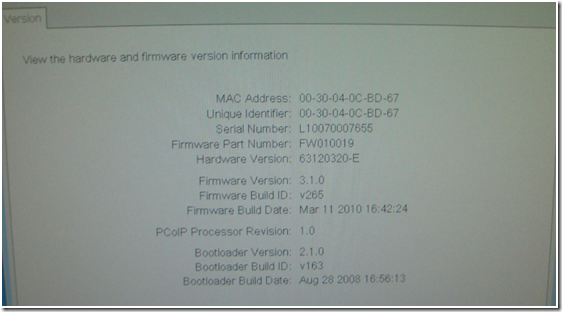 Version
View the hardware and firmware version information
MAC Address: 00-30-04-0C-BD-67
Unique Identifier: 00-30-04-0C-BD-67
Serial Number: L10070007655
Firmware Part Number: FW010019
Hardware Version: 63120320-E
Firmware Version: 3.1.0
Firmware Build ID: v265
Firmware Build Date: Mar 11 2010 16:42:24
PCoIP Processor Revision: 1.0
Bootloader Version: 2.1.0
Bootloader Build ID: v163
Bootloader Build Date: Aug 28 2008 16:56:13